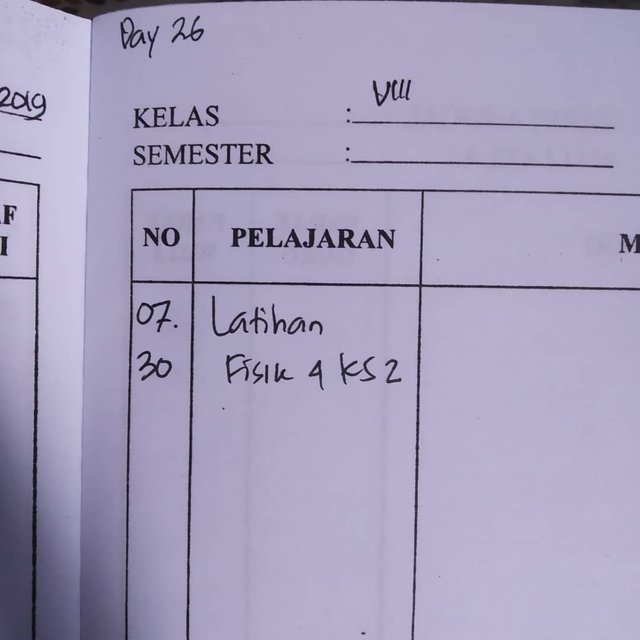 Day 26
2019
VIII
KELAS :
SEMESTER :
F
I
NO PELAJARAN M
07. Latihan
30 Fisik 4 KS 2